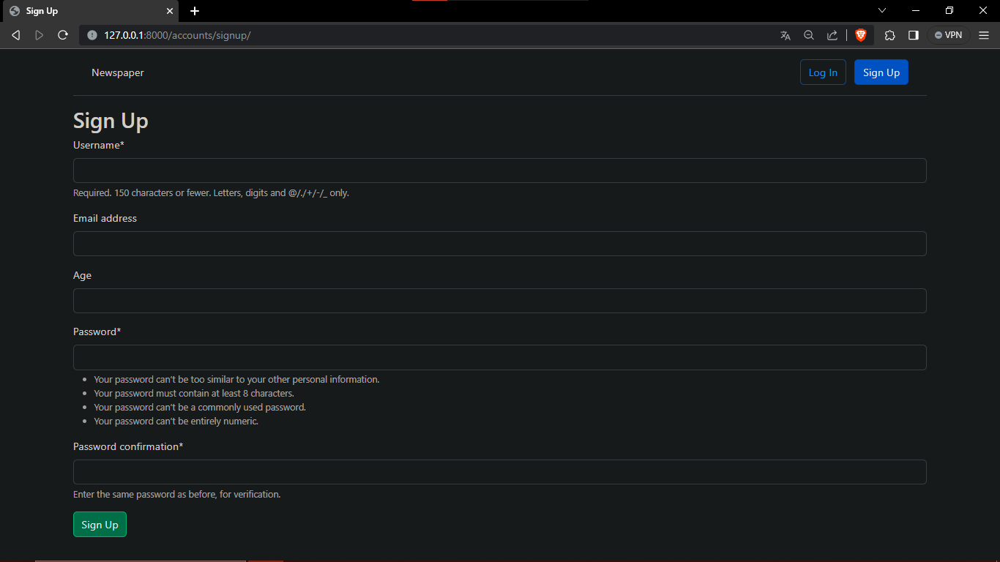 Sign Up
127.0.0.1:8000/accounts/signup/
VPN
Newspaper
Log In
Sign Up
Sign Up
Username*
Required. 150 characters or fewer. Letters, digits and @/./+/-/_ only.
Email address
Age
Password*
Your password can't be too similar to your other personal information.
Your password must contain at least 8 characters.
Your password can't be a commonly used password.
Your password can't be entirely numeric.
Password confirmation*
Enter the same password as before, for verification.
Sign Up